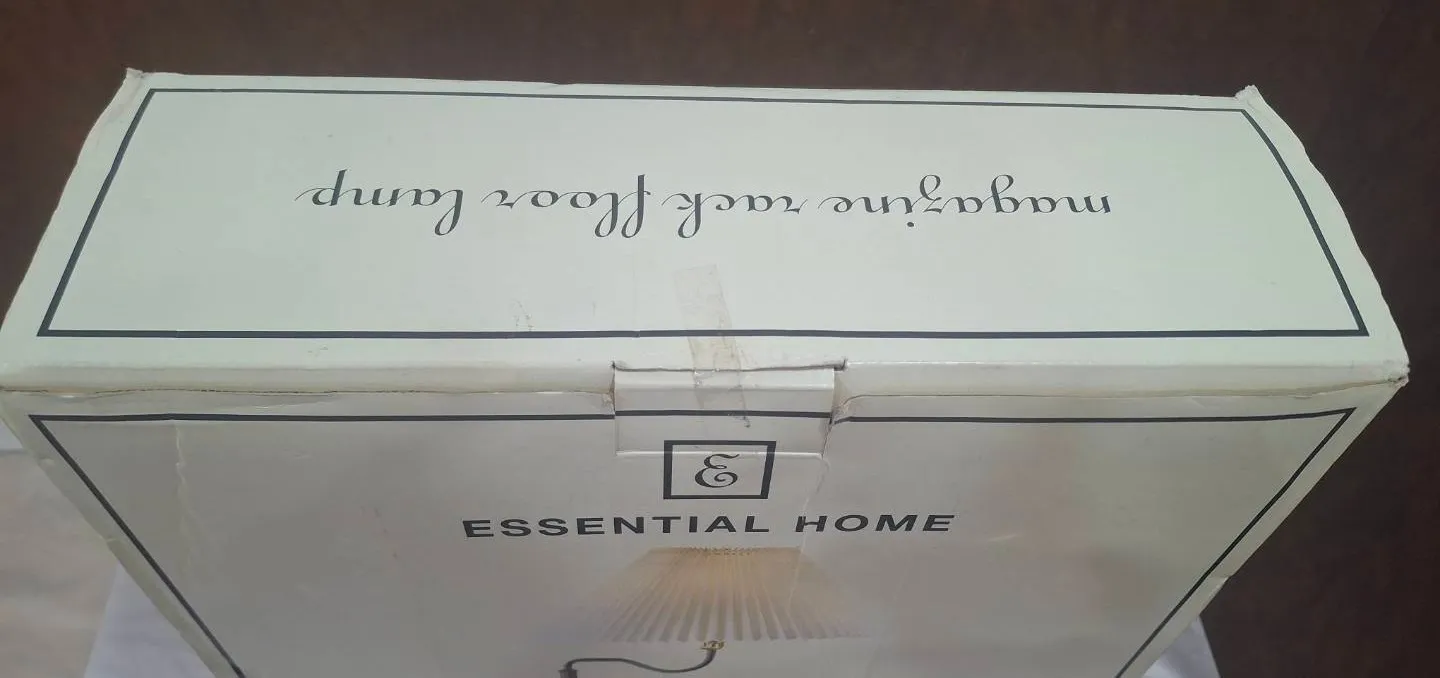 magazine rack floor lamp
E
ESSENTIAL HOME